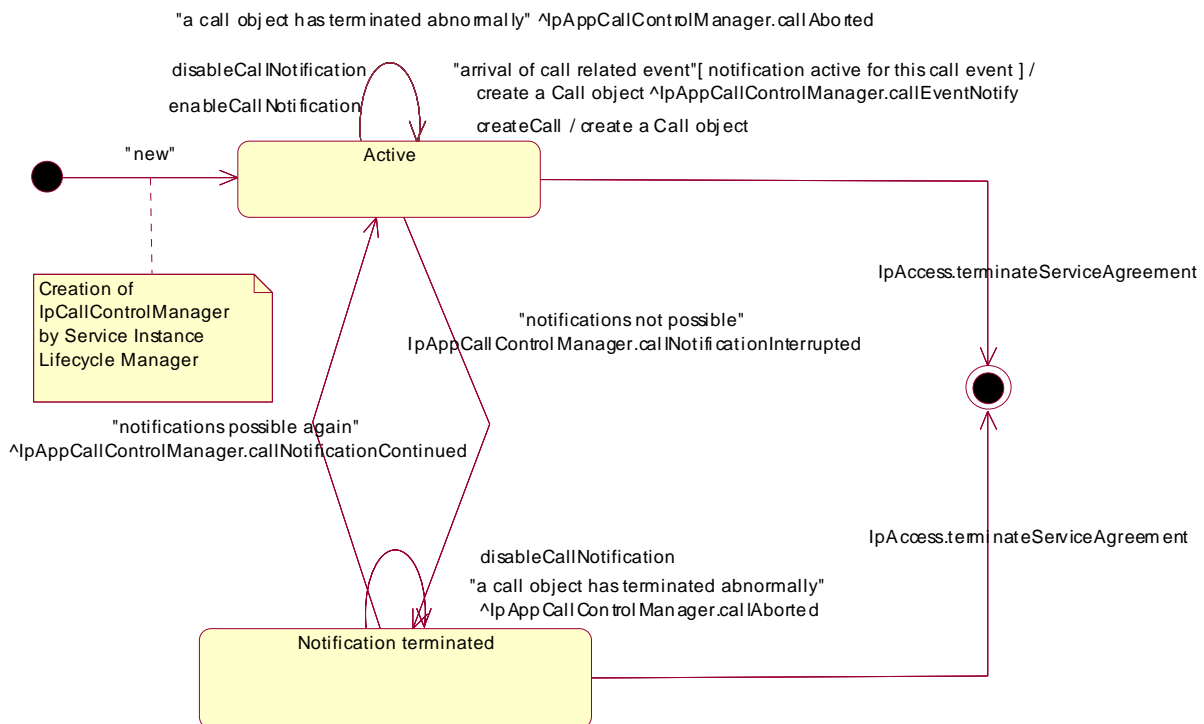 "a call object has terminated abnormally" ^IpAppCallControlManager.callAborted
disableCallNotification
enableCallNotification
"arrival of call related event"[ notification active for this call event ] /
create a Call object ^IpAppCallControlManager.callEventNotify
createCall / create a Call object
"new"
Active
Creation of
IpCallControlManager
by Service Instance
Lifecycle Manager
IpAccess.terminateServiceAgreement
"notifications not possible"
IpAppCallControlManager.callNotificationInterrupted
"notifications possible again"
^IpAppCallControlManager.callNotificationContinued
IpAccess.terminateServiceAgreement
disableCallNotification
"a call object has terminated abnormally"
^IpAppCallControlManager.callAborted
Notification terminated